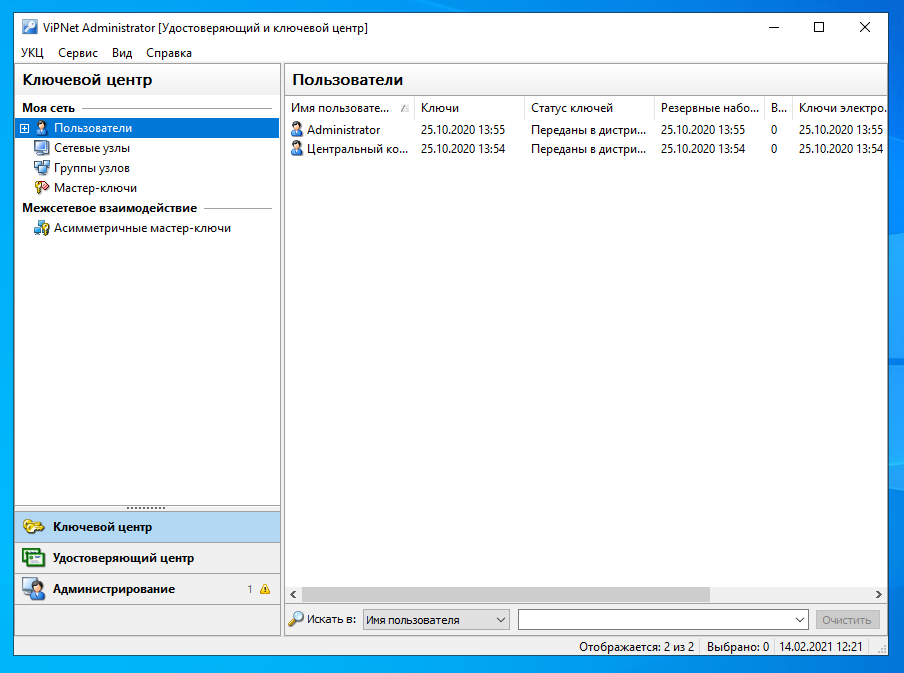 ViPNet Administrator [Удостоверяющий и ключевой центр]
УКЦ Сервис Вид Справка
Ключевой центр
Моя сеть
Пользователи
Сетевые узлы
Группы узлов
Мастер-ключи
Межсетевое взаимодействие
Асимметричные мастер-ключи
Ключевой центр
Удостоверяющий центр
Администрирование 1
Пользователи
Имя пользовате... Ключи Статус ключей Резервные набо... В... Ключи электро.
Administrator 25.10.2020 13:55 Переданы в дистри... 25.10.2020 13:55 0 25.10.2020 13:55
Центральный ко... 25.10.2020 13:54 Переданы в дистри... 25.10.2020 13:54 0 25.10.2020 13:54
Искать в: Имя пользователя Очистить
Отображается: 2 из 2 Выбрано: 0 14.02.2021 12:21